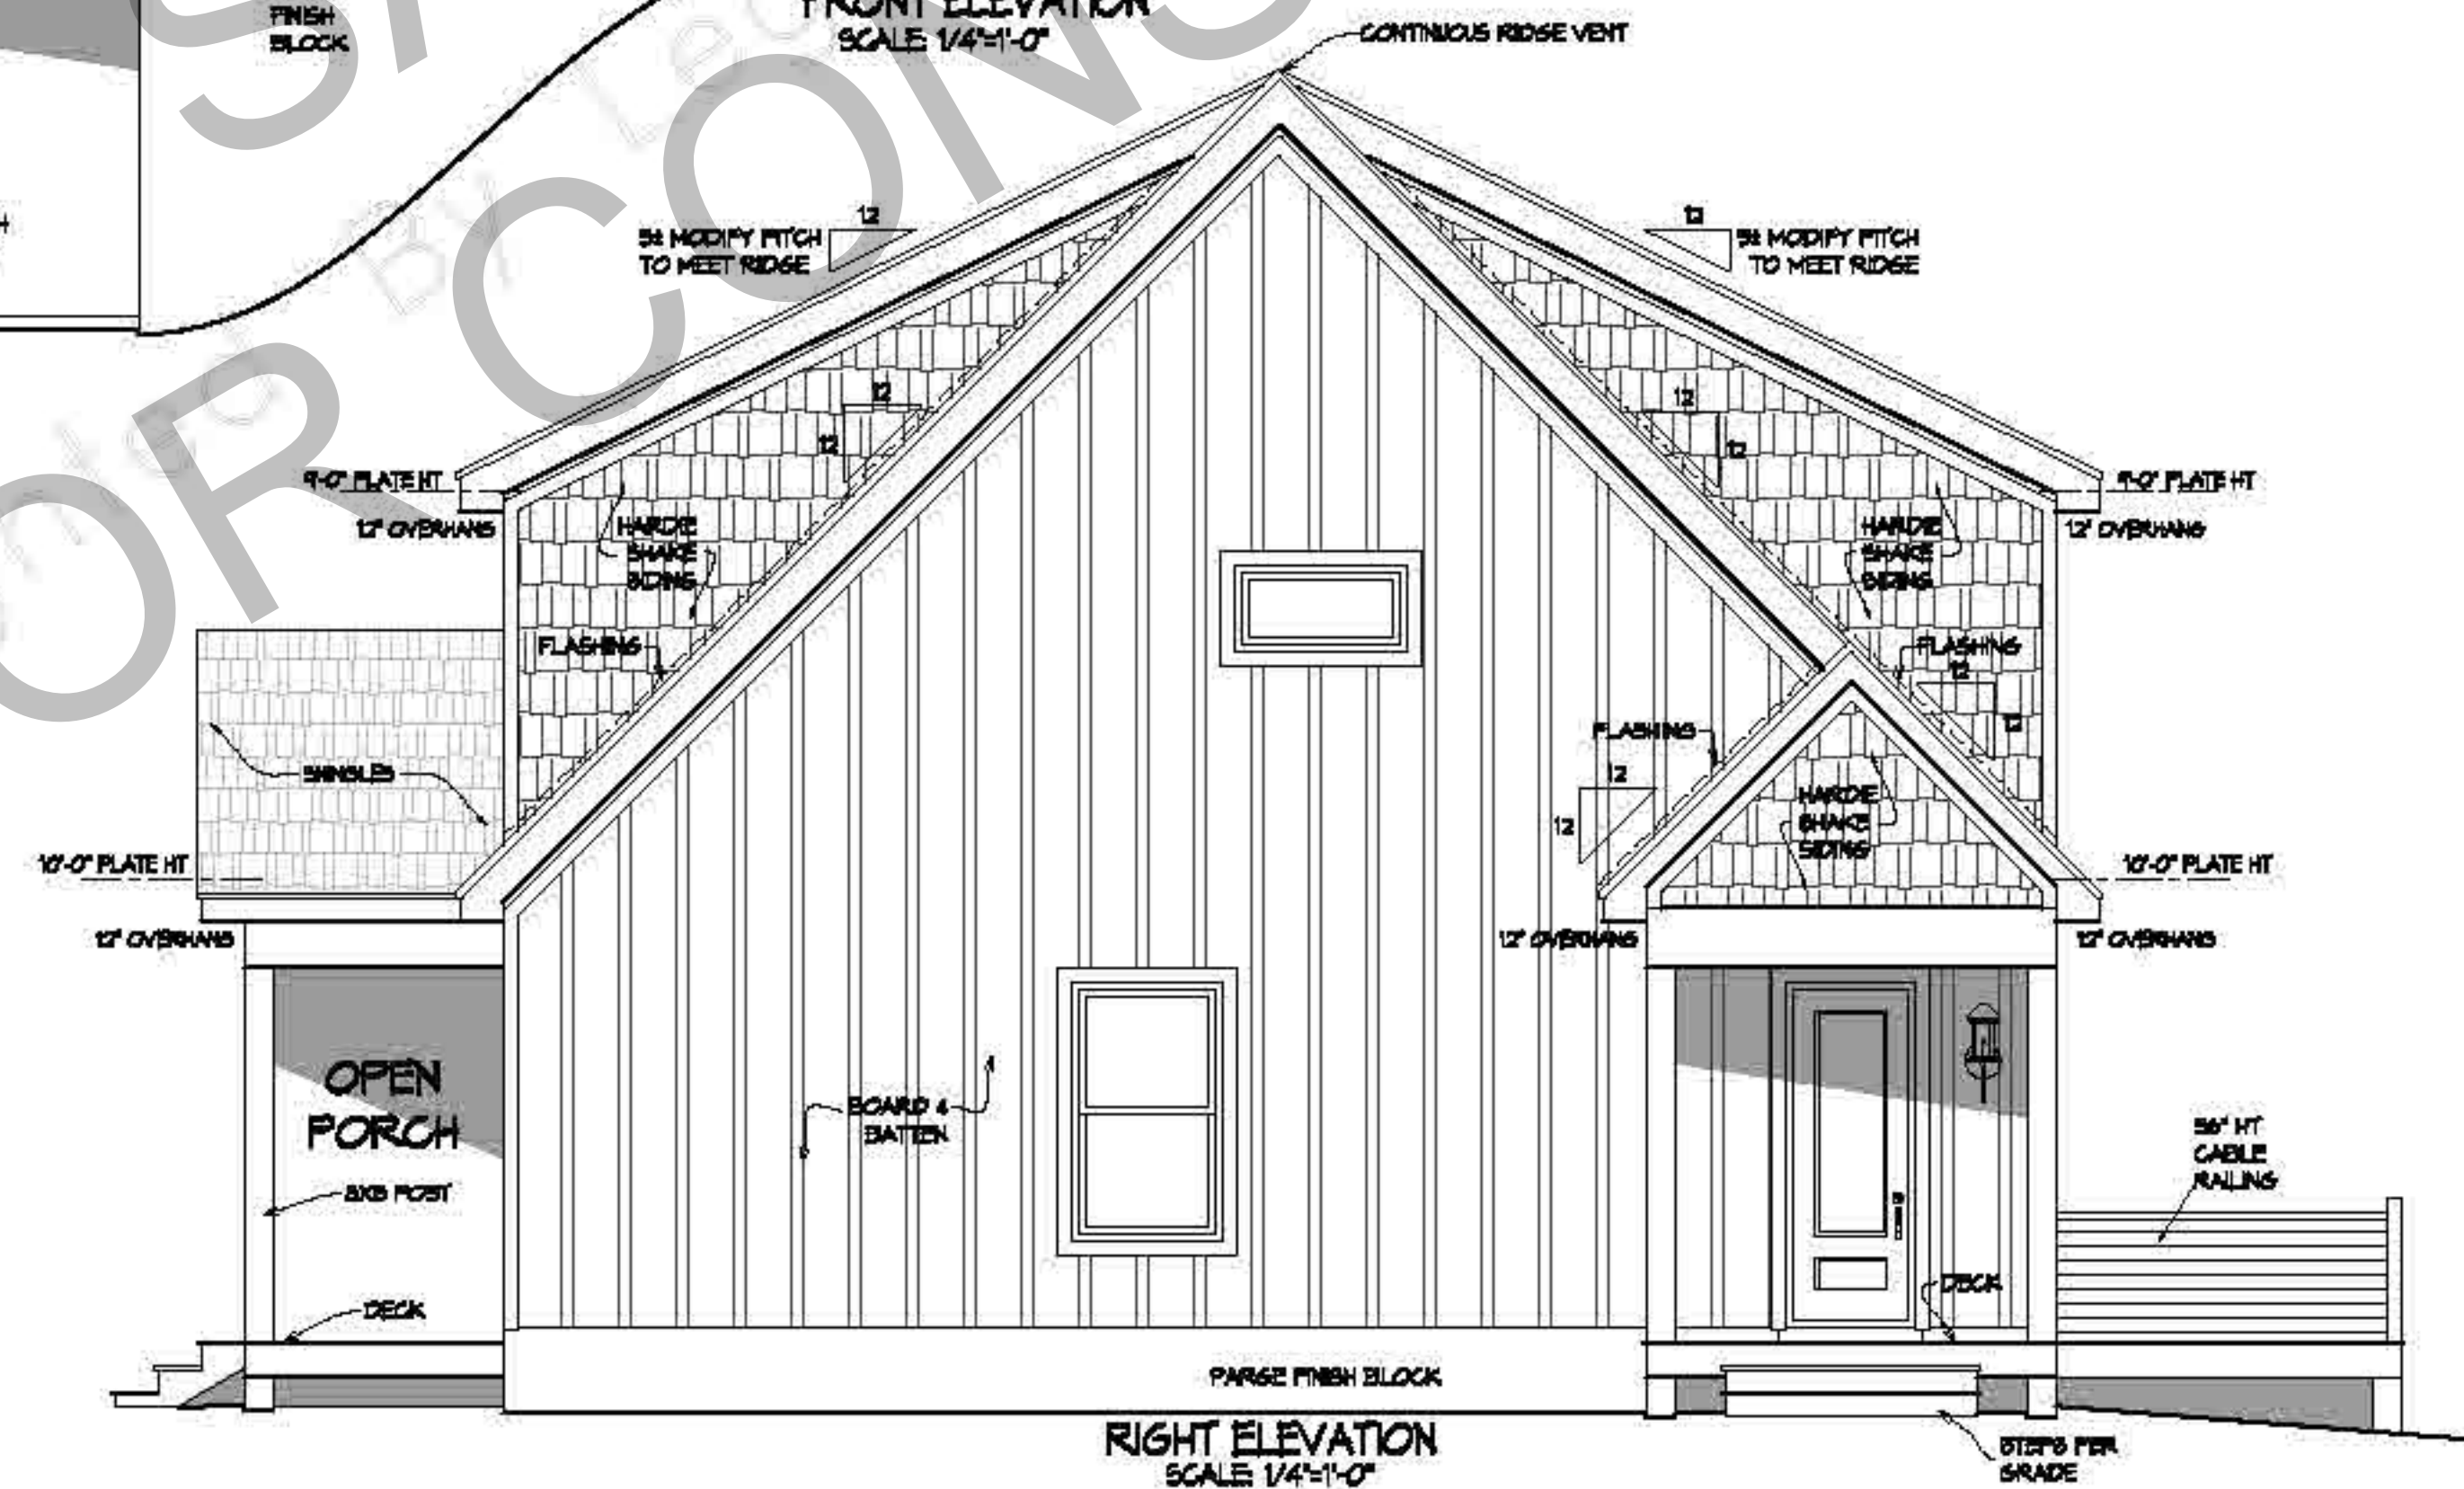 FINISH
BLOCK
FRONT ELEVATION
SCALE: 1/4"=1'-0"
CONTINUOUS RIDGE VENT
12
5± MODIFY PITCH
TO MEET RIDGE
12
5± MODIFY PITCH
TO MEET RIDGE
12
12
12
12
9'-0" PLATE HT
12" OVERHANG
9'-0" PLATE HT
12" OVERHANG
HARDIE
SHAKE
SIDING
HARDIE
SHAKE
SIDING
FLASHING
FLASHING
12
12
FLASHING
12
12
SHINGLES
HARDIE
SHAKE
SIDING
10'-0" PLATE HT
10'-0" PLATE HT
12" OVERHANG
12" OVERHANG
12" OVERHANG
OPEN
PORCH
BOARD &
BATTEN
36" HT
CABLE
RAILING
8X8 POST
DECK
DECK
PARGE FINISH BLOCK
RIGHT ELEVATION
SCALE: 1/4"=1'-0"
STEPS PER
GRADE
OR CONS